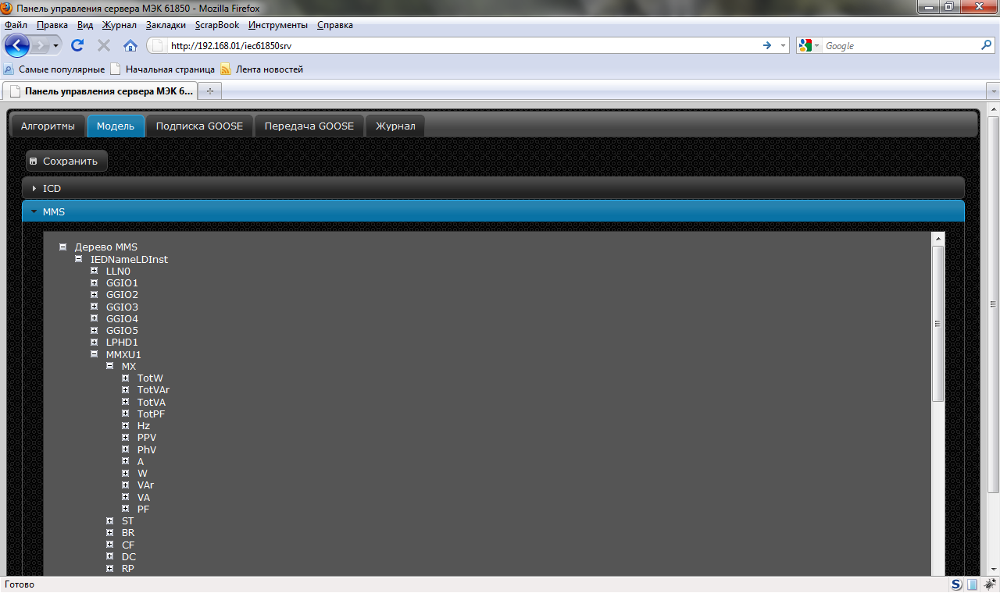 Панель управления сервера МЭК 61850 - Mozilla Firefox
Файл Правка Вид Журнал Закладки ScrapBook Инструменты Справка
http://192.168.01/iec61850srv Google
Самые популярные Начальная страница Лента новостей
Панель управления сервера МЭК 6...
Алгоритмы Модель Подписка GOOSE Передача GOOSE Журнал
Сохранить
ICD
MMS
Дерево MMS
IEDNameLDInst
LLN0
GGIO1
GGIO2
GGIO3
GGIO4
GGIO5
LPHD1
MMXU1
MX
TotW
TotVAr
TotVA
TotPF
Hz
PPV
PhV
A
W
VAr
VA
PF
ST
BR
CF
DC
RP
Готово